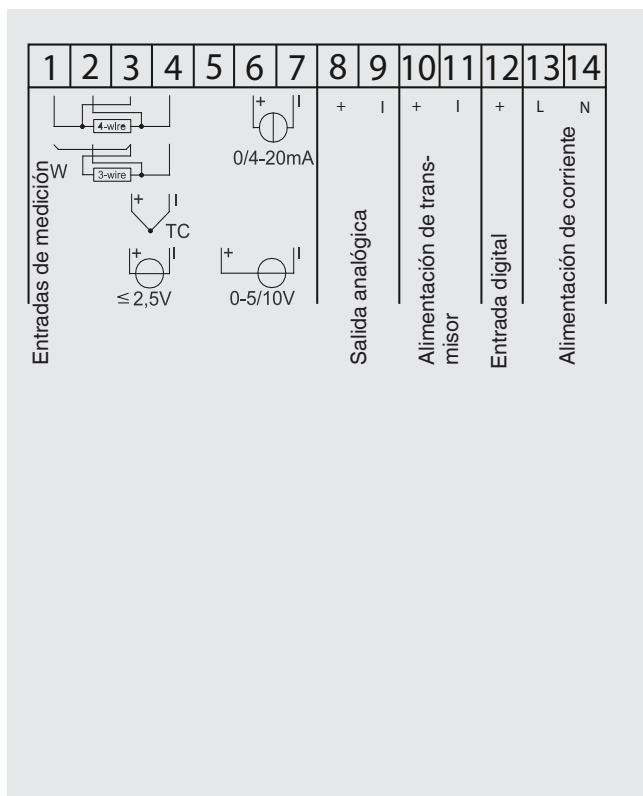 1 2 3 4 5 6 7 8 9 10 11 12 13 14
+ I + I + I + L N
4-wire
0/4-20mA
W
3-wire
+ I
TC
+ I + I
≤ 2,5V 0-5/10V
Entradas de medición
Salida analógica
Alimentación de trans-
misor
Entrada digital
Alimentación de corriente